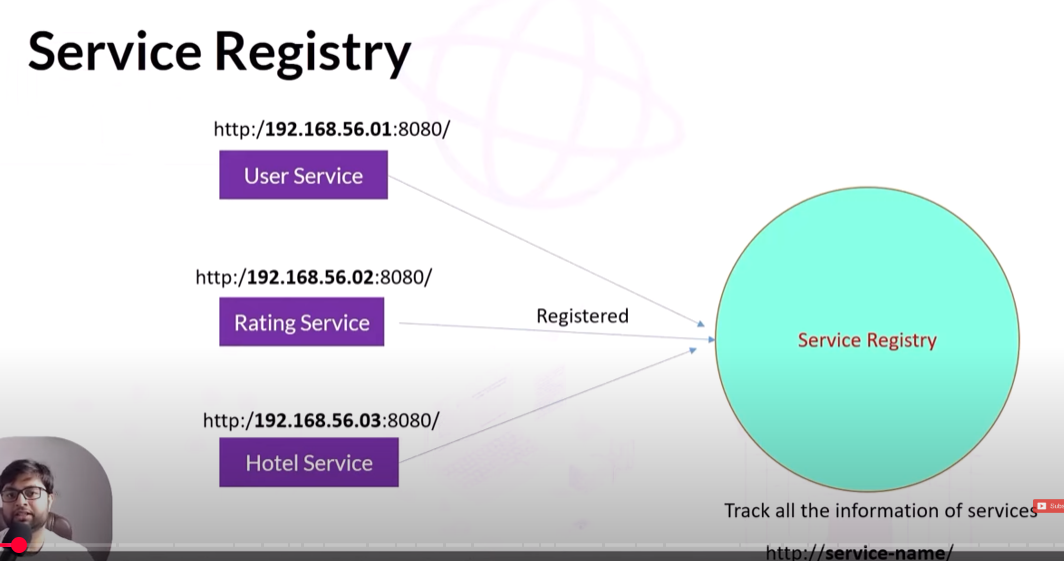 Service Registry
http:/192.168.56.01:8080/
User Service
http:/192.168.56.02:8080/
Rating Service
Registered
Service Registry
http:/192.168.56.03:8080/
Hotel Service
Track all the information of services
Subs
http://service-name/